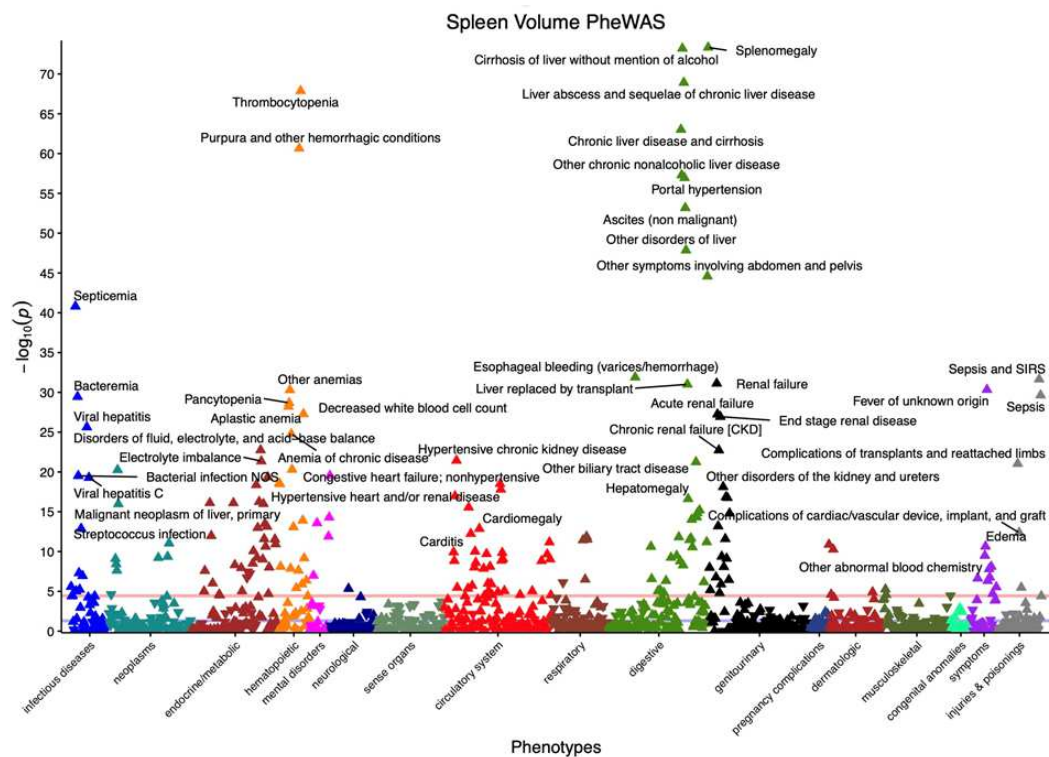 Spleen Volume PheWAS
Splenomegaly
Cirrhosis of liver without mention of alcohol
Liver abscess and sequelae of chronic liver disease
Thrombocytopenia
Purpura and other hemorrhagic conditions
Chronic liver disease and cirrhosis
Other chronic nonalcoholic liver disease
Portal hypertension
Ascites (non malignant)
Other disorders of liver
Other symptoms involving abdomen and pelvis
Septicemia
Esophageal bleeding (varices/hemorrhage)
Sepsis and SIRS
Other anemias
Bacteremia
Liver replaced by transplant
Renal failure
Fever of unknown origin
Pancytopenia
Decreased white blood cell count
Acute renal failure
Sepsis
Viral hepatitis
Aplastic anemia
End stage renal disease
Chronic renal failure [CKD]
Disorders of fluid, electrolyte, and acid-base balance
Hypertensive chronic kidney disease
Complications of transplants and reattached limbs
Electrolyte imbalance
Anemia of chronic disease
Other biliary tract disease
Bacterial infection NOS
Congestive heart failure; nonhypertensive
Other disorders of the kidney and ureters
Viral hepatitis C
Hypertensive heart and/or renal disease
Hepatomegaly
Malignant neoplasm of liver, primary
Cardiomegaly
Complications of cardiac/vascular device, implant, and graft
Streptococcus infection
Carditis
Edema
Other abnormal blood chemistry
−log10(p)
70
65
60
55
50
45
40
35
30
25
20
15
10
5
0
infectious diseases
neoplasms
endocrine/metabolic
hematopoietic
mental disorders
neurological
sense organs
circulatory system
respiratory
digestive
genitourinary
pregnancy complications
dermatologic
musculoskeletal
congenital anomalies
symptoms
injuries & poisonings
Phenotypes